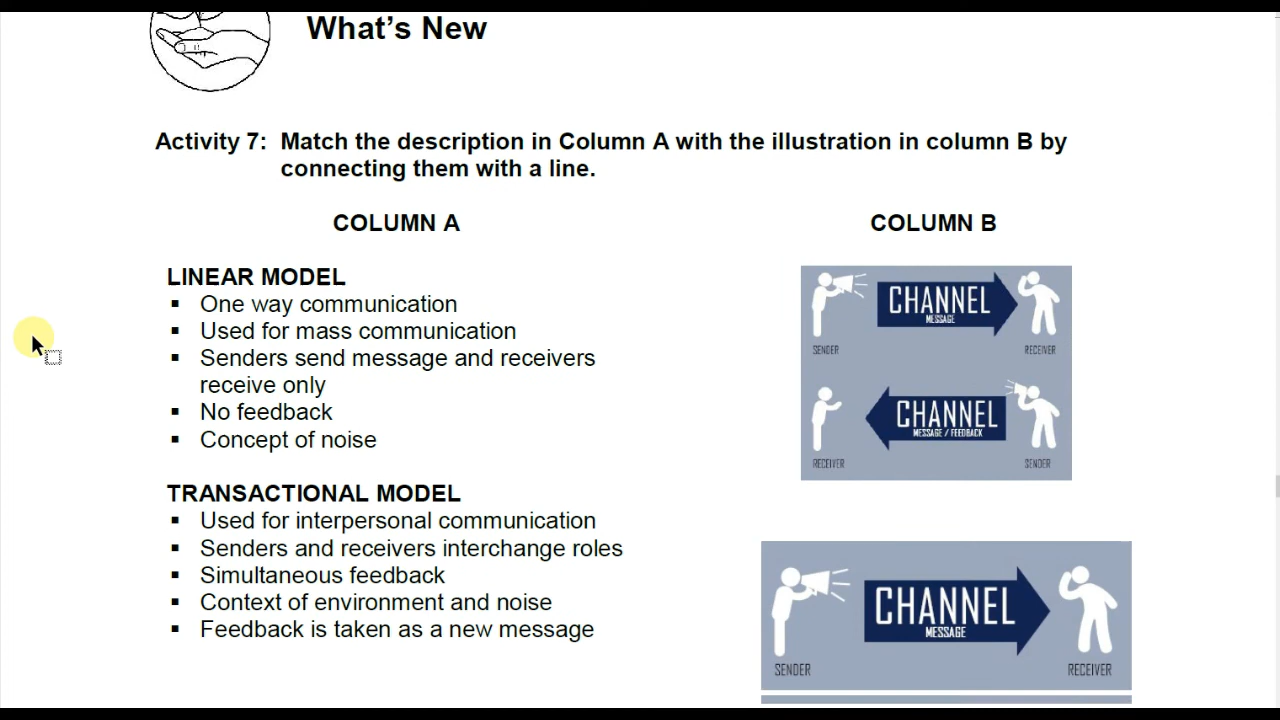 What's New
Activity 7: Match the description in Column A with the illustration in column B by
connecting them with a line.
COLUMN A
COLUMN B
LINEAR MODEL
▪ One way communication
▪ Used for mass communication
▪ Senders send message and receivers
receive only
▪ No feedback
▪ Concept of noise
TRANSACTIONAL MODEL
▪ Used for interpersonal communication
▪ Senders and receivers interchange roles
▪ Simultaneous feedback
▪ Context of environment and noise
▪ Feedback is taken as a new message
CHANNEL
MESSAGE
SENDER
RECEIVER
CHANNEL
MESSAGE / FEEDBACK
RECEIVER
SENDER
CHANNEL
MESSAGE
SENDER
RECEIVER